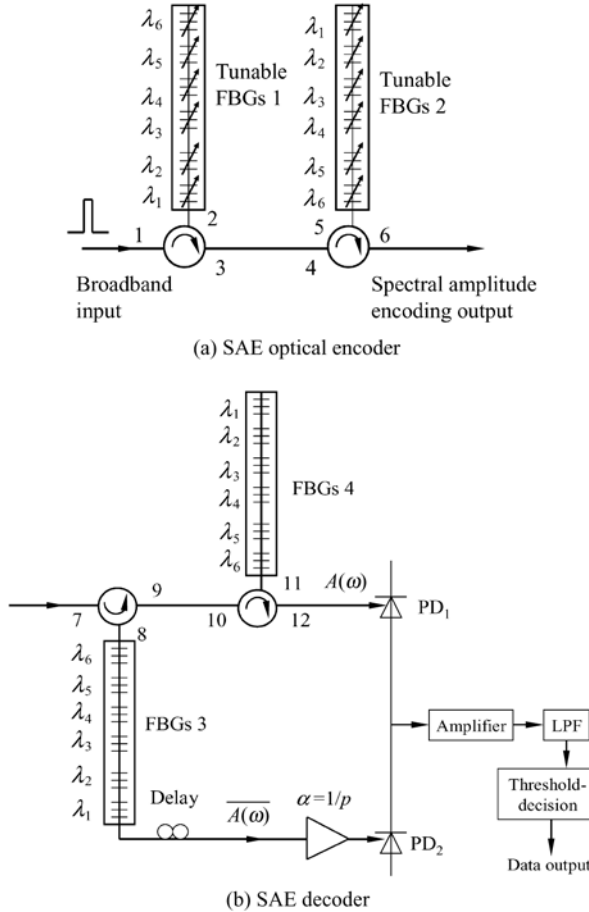 λ6
λ5
λ4
λ3
λ2
λ1
Tunable
FBGs 1
λ1
λ2
λ3
λ4
λ5
λ6
Tunable
FBGs 2
1
2
3
4
5
6
Broadband
input
Spectral amplitude
encoding output
(a) SAE optical encoder
λ1
λ2
λ3
λ4
λ5
λ6
FBGs 4
7
8
9
10
11
12
A(ω)
PD1
λ6
λ5
λ4
λ3
λ2
λ1
FBGs 3
Delay
A(ω)
α=1/p
PD2
Amplifier
LPF
Threshold-
decision
Data output
(b) SAE decoder